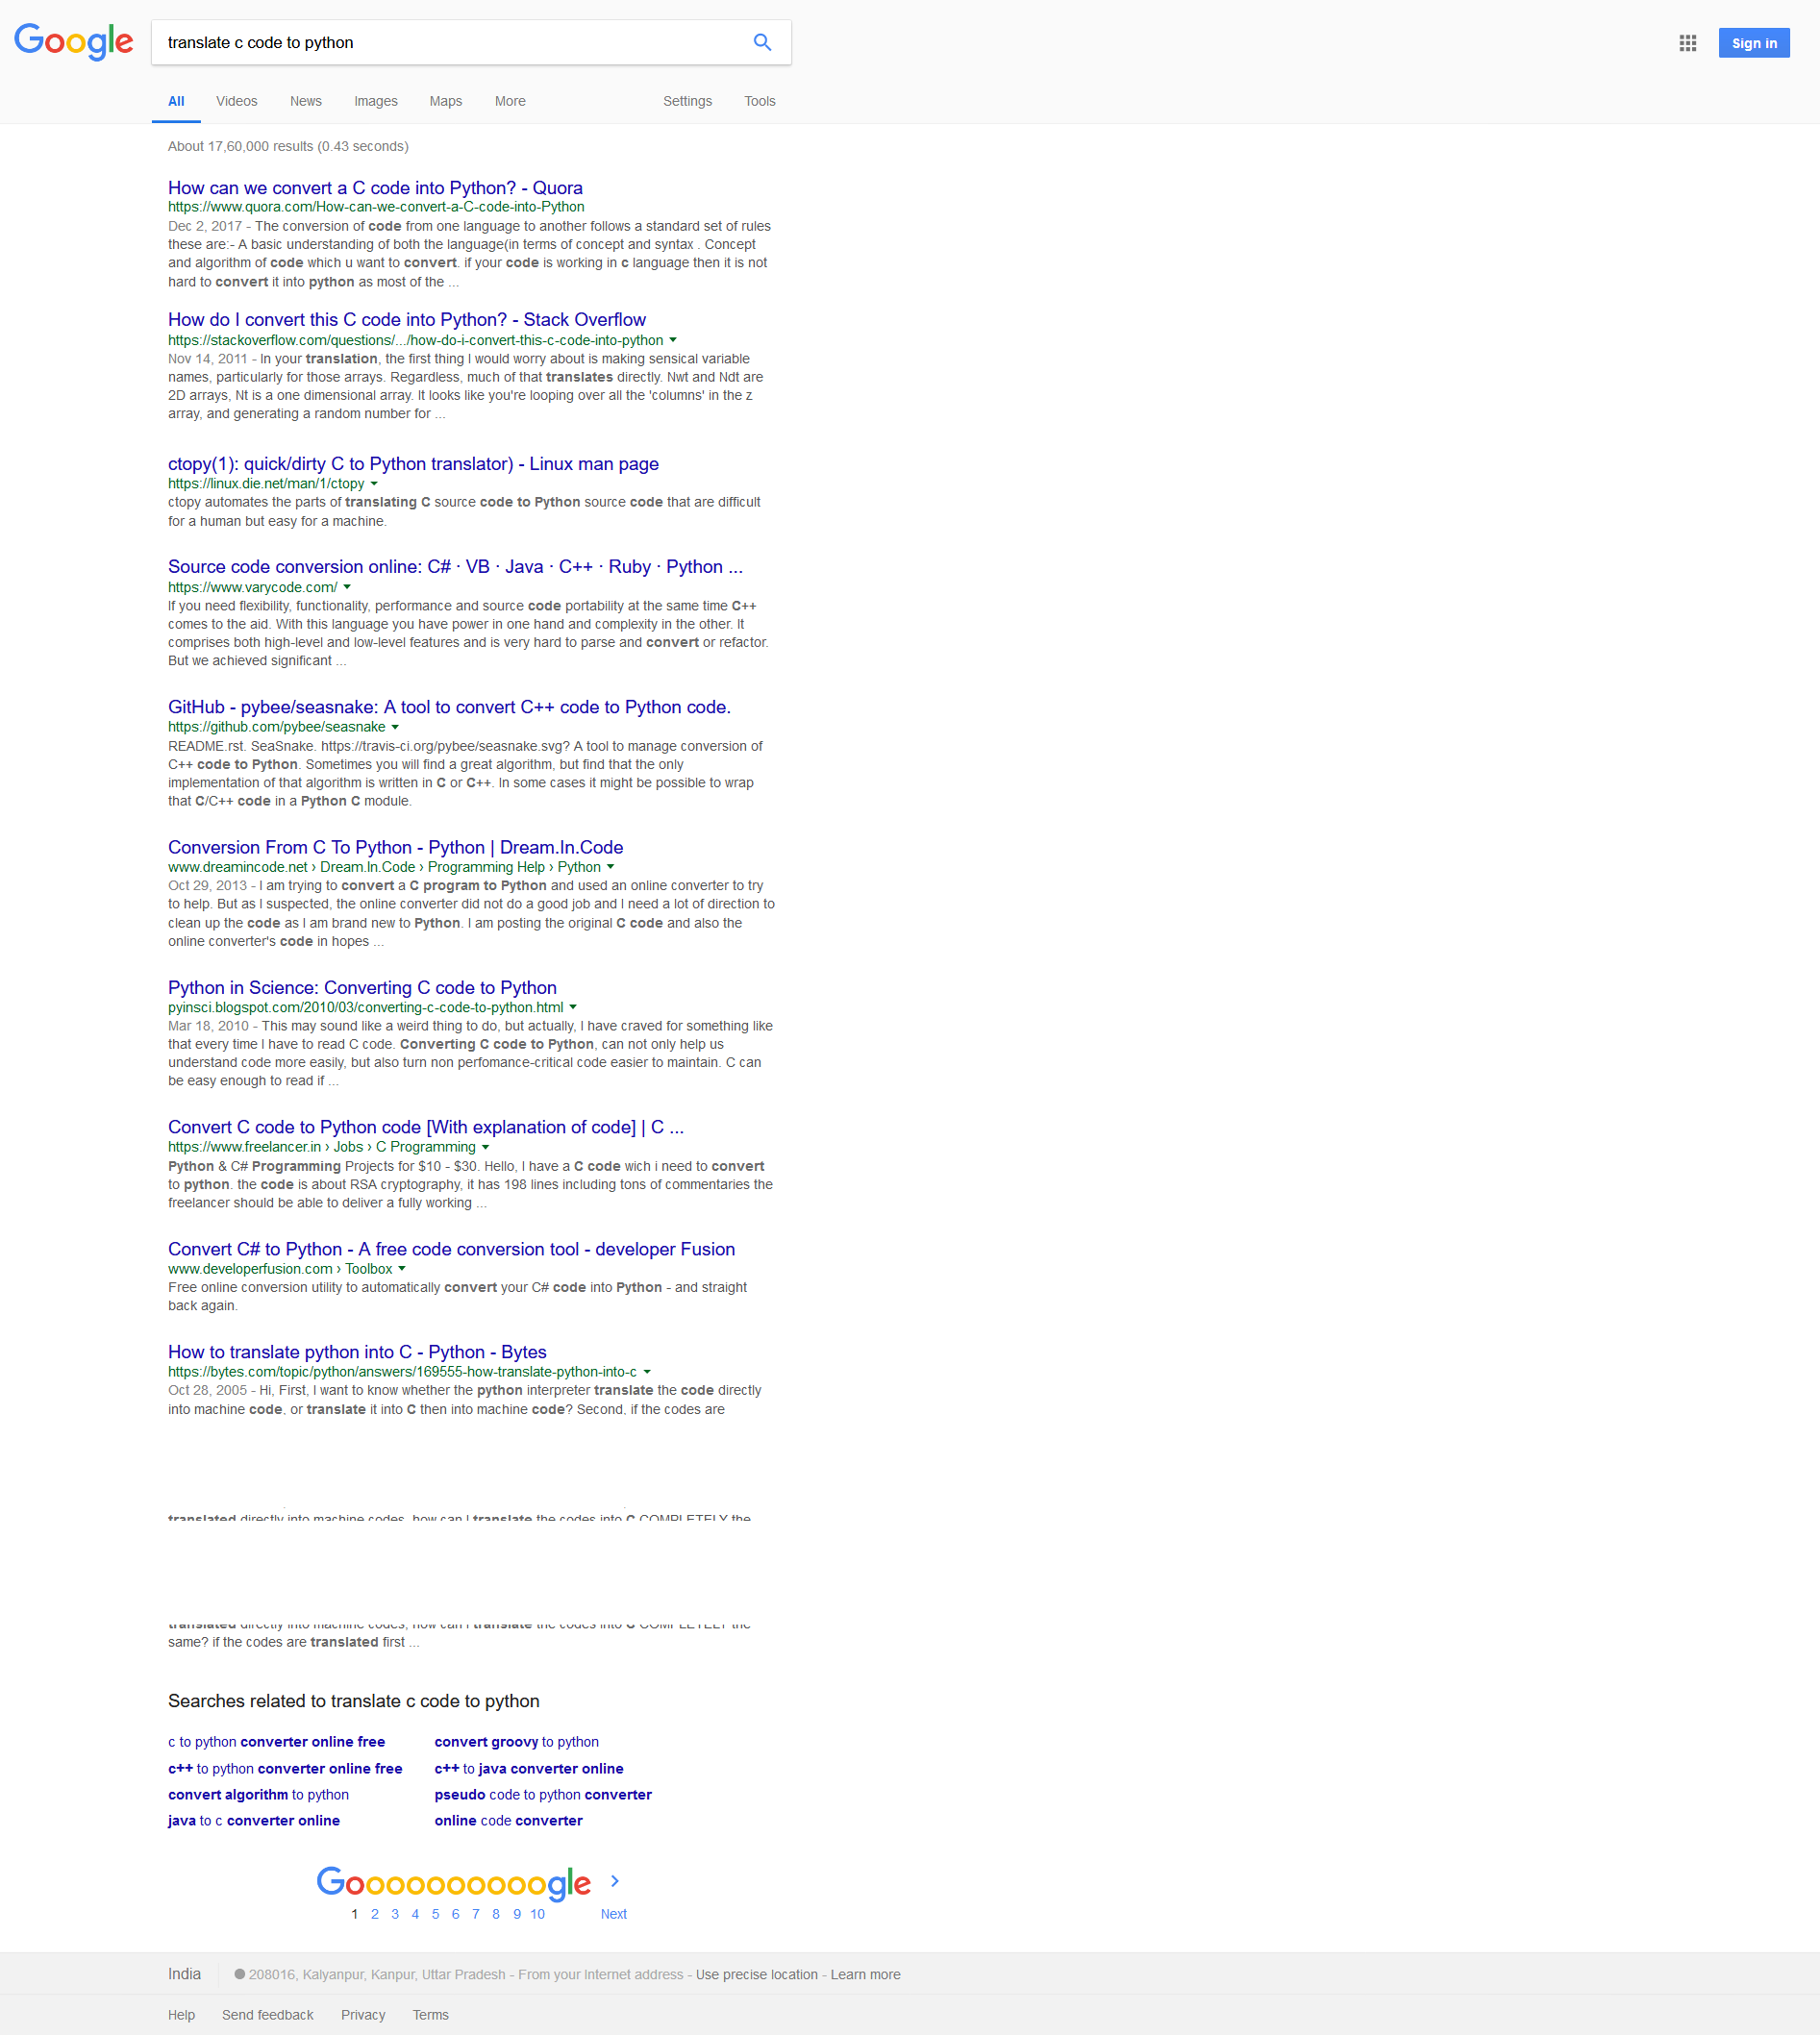 Google
translate c code to python
Sign in
All Videos News Images Maps More Settings Tools
About 17,60,000 results (0.43 seconds)
How can we convert a C code into Python? - Quora
https://www.quora.com/How-can-we-convert-a-C-code-into-Python
Dec 2, 2017 - The conversion of code from one language to another follows a standard set of rules
these are:- A basic understanding of both the language(in terms of concept and syntax . Concept
and algorithm of code which u want to convert. if your code is working in c language then it is not
hard to convert it into python as most of the ...
How do I convert this C code into Python? - Stack Overflow
https://stackoverflow.com/questions/.../how-do-i-convert-this-c-code-into-python
Nov 14, 2011 - In your translation, the first thing I would worry about is making sensical variable
names, particularly for those arrays. Regardless, much of that translates directly. Nwt and Ndt are
2D arrays, Nt is a one dimensional array. It looks like you're looping over all the 'columns' in the z
array, and generating a random number for ...
ctopy(1): quick/dirty C to Python translator) - Linux man page
https://linux.die.net/man/1/ctopy
ctopy automates the parts of translating C source code to Python source code that are difficult
for a human but easy for a machine.
Source code conversion online: C# · VB · Java · C++ · Ruby · Python ...
https://www.varycode.com/
If you need flexibility, functionality, performance and source code portability at the same time C++
comes to the aid. With this language you have power in one hand and complexity in the other. It
comprises both high-level and low-level features and is very hard to parse and convert or refactor.
But we achieved significant ...
GitHub - pybee/seasnake: A tool to convert C++ code to Python code.
https://github.com/pybee/seasnake
README.rst. SeaSnake. https://travis-ci.org/pybee/seasnake.svg? A tool to manage conversion of
C++ code to Python. Sometimes you will find a great algorithm, but find that the only
implementation of that algorithm is written in C or C++. In some cases it might be possible to wrap
that C/C++ code in a Python C module.
Conversion From C To Python - Python | Dream.In.Code
www.dreamincode.net › Dream.In.Code › Programming Help › Python
Oct 29, 2013 - I am trying to convert a C program to Python and used an online converter to try
to help. But as I suspected, the online converter did not do a good job and I need a lot of direction to
clean up the code as I am brand new to Python. I am posting the original C code and also the
online converter's code in hopes ...
Python in Science: Converting C code to Python
pyinsci.blogspot.com/2010/03/converting-c-code-to-python.html
Mar 18, 2010 - This may sound like a weird thing to do, but actually, I have craved for something like
that every time I have to read C code. Converting C code to Python, can not only help us
understand code more easily, but also turn non perfomance-critical code easier to maintain. C can
be easy enough to read if ...
Convert C code to Python code [With explanation of code] | C ...
https://www.freelancer.in › Jobs › C Programming
Python & C# Programming Projects for $10 - $30. Hello, I have a C code wich i need to convert
to python. the code is about RSA cryptography, it has 198 lines including tons of commentaries the
freelancer should be able to deliver a fully working ...
Convert C# to Python - A free code conversion tool - developer Fusion
www.developerfusion.com › Toolbox
Free online conversion utility to automatically convert your C# code into Python - and straight
back again.
How to translate python into C - Python - Bytes
https://bytes.com/topic/python/answers/169555-how-translate-python-into-c
Oct 28, 2005 - Hi, First, I want to know whether the python interpreter translate the code directly
into machine code, or translate it into C then into machine code? Second, if the codes are
translated directly into machine codes, how can I translate the codes into C COMPLETELY the
translated directly into machine codes, how can I translate the codes into C COMPLETELY the
same? if the codes are translated first ...
Searches related to translate c code to python
c to python converter online free convert groovy to python
c++ to python converter online free c++ to java converter online
convert algorithm to python pseudo code to python converter
java to c converter online online code converter
Goooooooooogle
1 2 3 4 5 6 7 8 9 10 Next
India 208016, Kalyanpur, Kanpur, Uttar Pradesh - From your Internet address - Use precise location - Learn more
Help Send feedback Privacy Terms